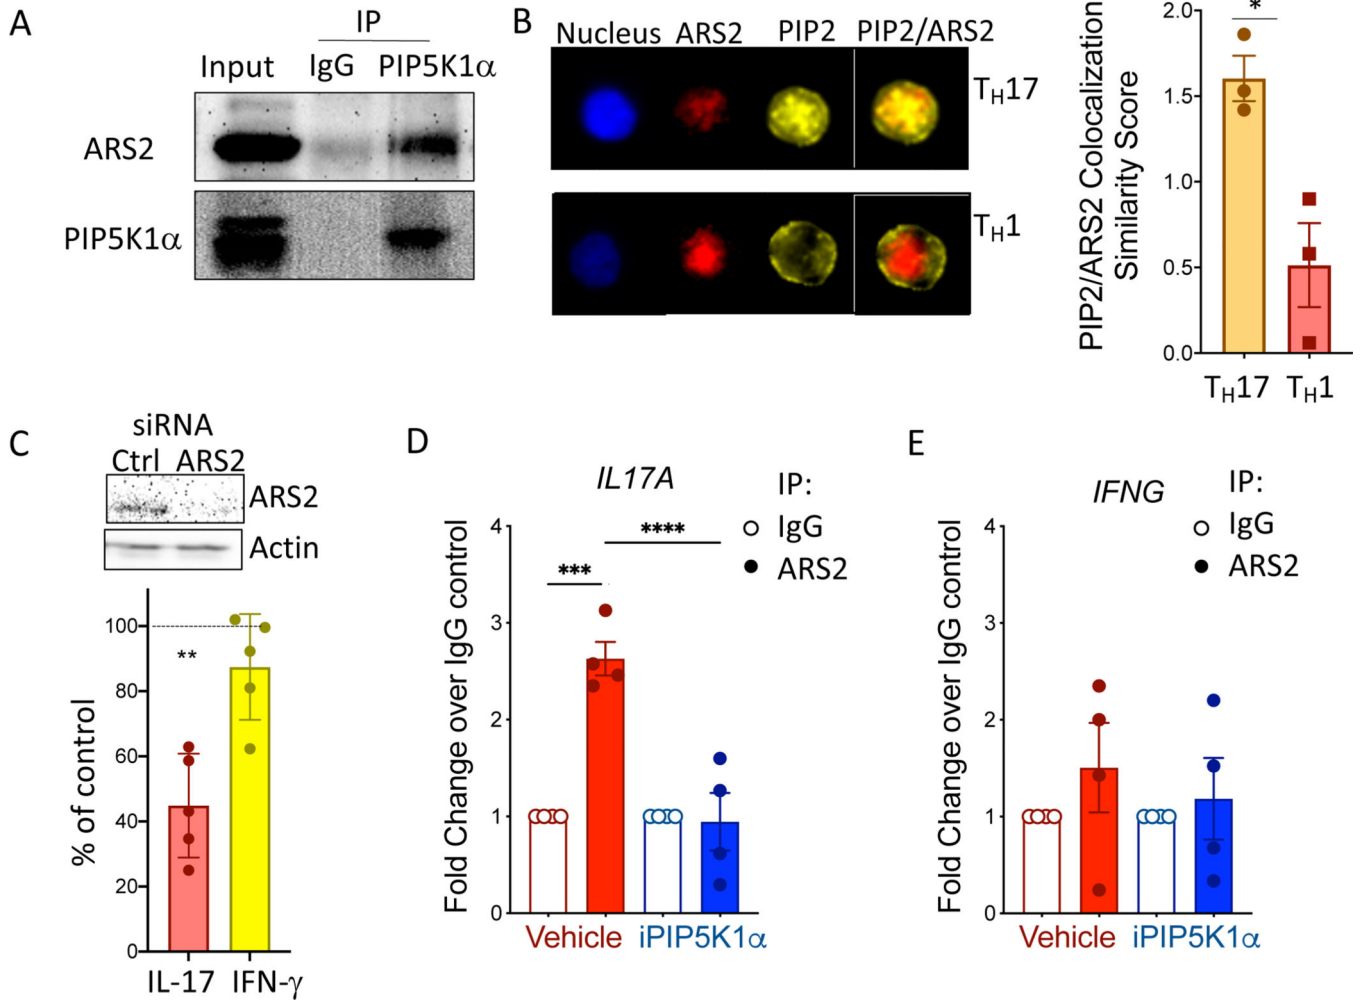 A
IP
Input IgG PIP5K1α
ARS2
PIP5K1α
B
Nucleus ARS2 PIP2 PIP2/ARS2
TH17
TH1
PIP2/ARS2 Colocalization
Similarity Score
2.0
*
1.5
1.0
0.5
0.0
TH17 TH1
C
siRNA
Ctrl ARS2
ARS2
Actin
% of control
100
**
80
60
40
20
0
IL-17 IFN-γ
D
IL17A
IP:
IgG
ARS2
Fold Change over IgG control
4
****
***
3
2
1
0
Vehicle iPIP5K1α
E
IFNG
IP:
IgG
ARS2
Fold Change over IgG control
4
3
2
1
0
Vehicle iPIP5K1α